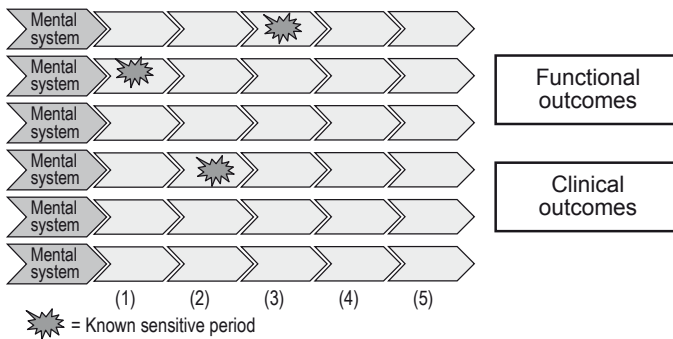 Mental
system
Mental
system
Mental
system
Mental
system
Mental
system
Mental
system
Functional
outcomes
Clinical
outcomes
(1) (2) (3) (4) (5)
= Known sensitive period